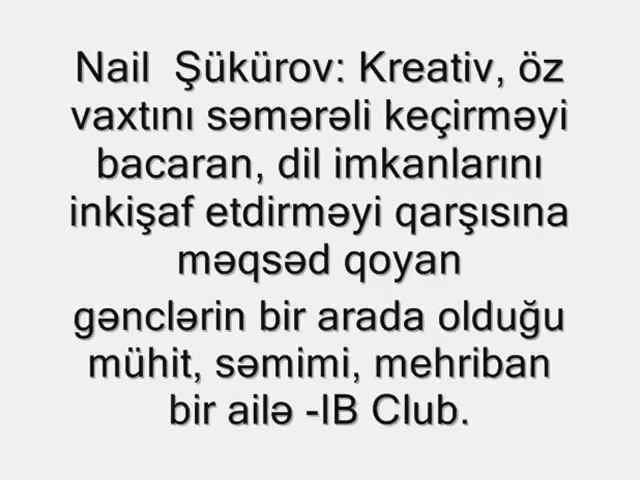 Nail  Şükürov: Kreativ, öz
vaxtını səmərəli keçirməyi
bacaran, dil imkanlarını
inkişaf etdirməyi qarşısına
məqsəd qoyan
gənclərin bir arada olduğu
mühit, səmimi, mehriban
bir ailə -IB Club.